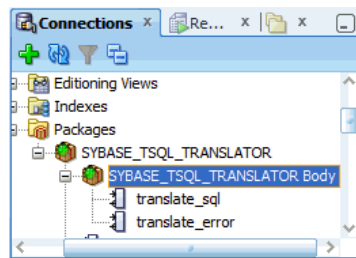 Connections x Re... x x
Editioning Views
Indexes
Packages
SYBASE_TSQL_TRANSLATOR
SYBASE_TSQL_TRANSLATOR Body
translate_sql
translate_error